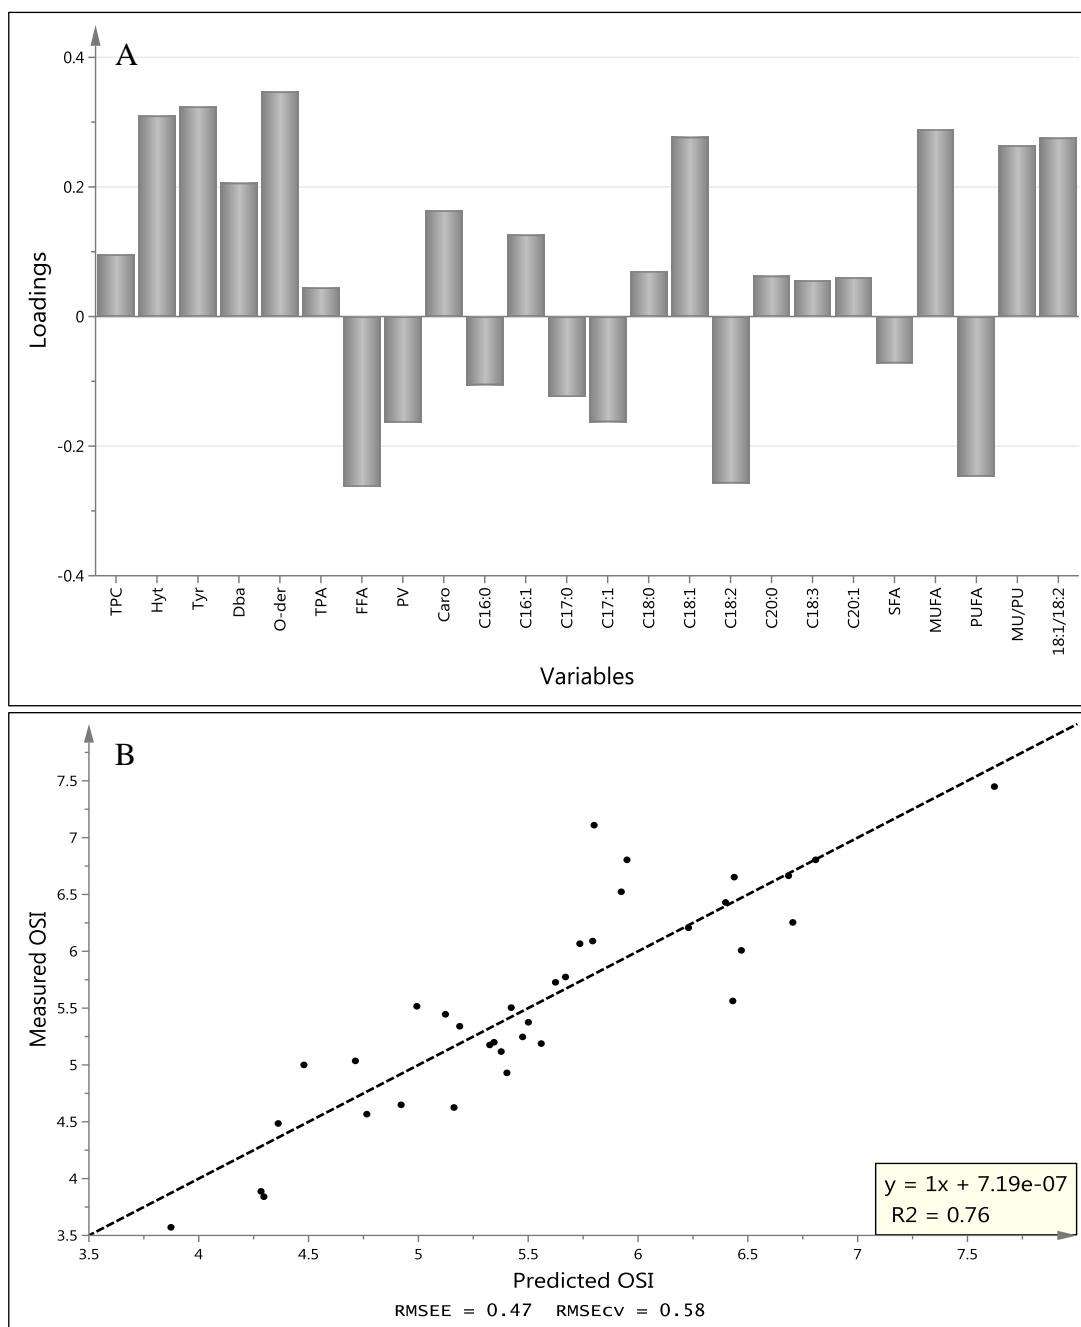 A
0.4
0.2
0
-0.2
-0.4
Loadings
TPC Hyt Tyr Dba O-der TPA FFA PV Caro C16:0 C16:1 C17:0 C17:1 C18:0 C18:1 C18:2 C20:0 C18:3 C20:1 SFA MUFA PUFA MU/PU 18:1/18:2
Variables
B
7.5
7
6.5
6
5.5
5
4.5
4
3.5
Measured OSI
y = 1x + 7.19e-07
R2 = 0.76
3.5 4 4.5 5 5.5 6 6.5 7 7.5
Predicted OSI
RMSEE = 0.47 RMSEcv = 0.58